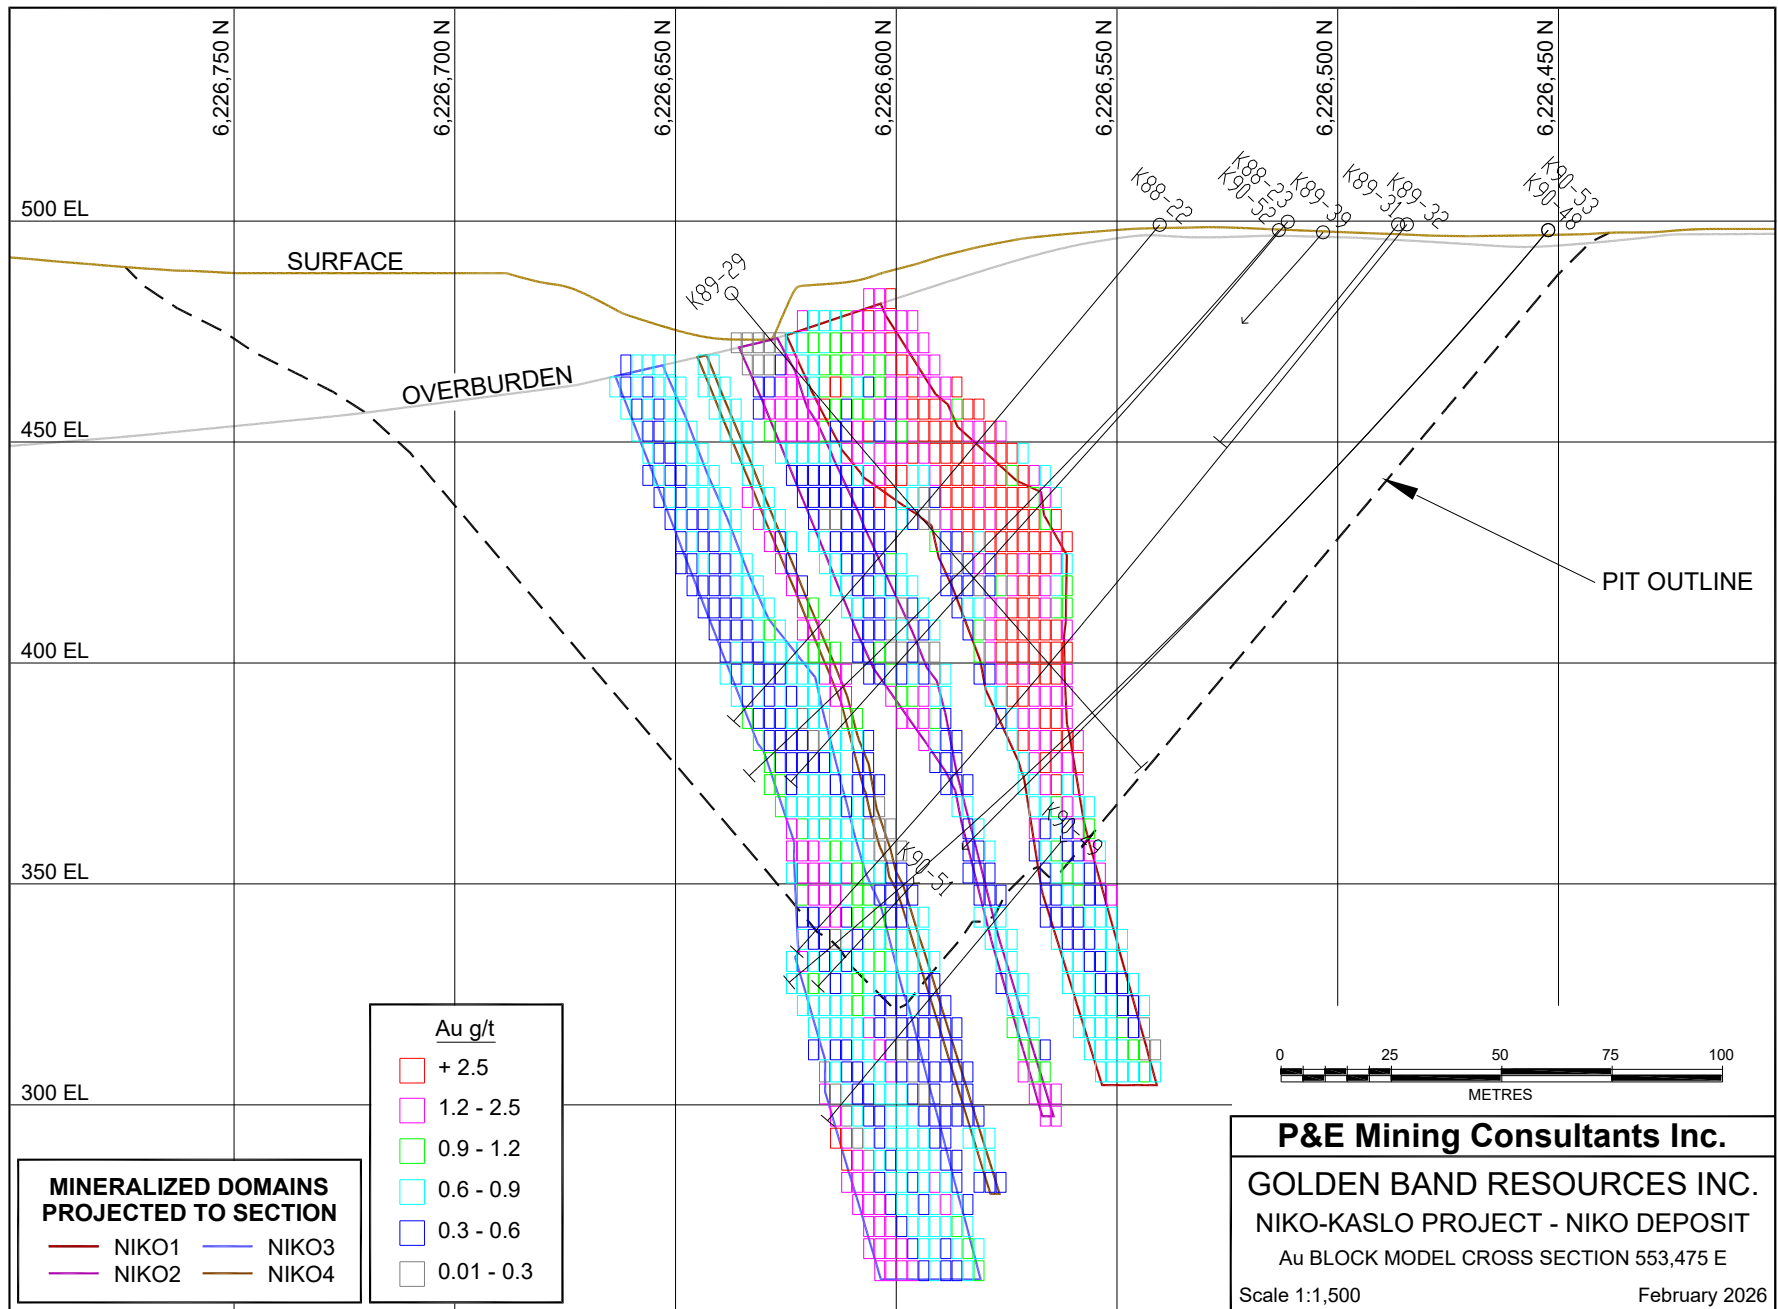 6,226,750 N
6,226,700 N
6,226,650 N
6,226,600 N
6,226,550 N
6,226,500 N
6,226,450 N
K88-22
K88-23
K90-52
K89-39
K89-31
K89-32
K90-53
K90-48
500 EL
SURFACE
K89-29
OVERBURDEN
450 EL
PIT OUTLINE
400 EL
K90-49
K90-51
350 EL
300 EL
Au g/t
+ 2.5
1.2 - 2.5
0.9 - 1.2
0.6 - 0.9
0.3 - 0.6
0.01 - 0.3
MINERALIZED DOMAINS
PROJECTED TO SECTION
NIKO1 NIKO3
NIKO2 NIKO4
0 25 50 75 100
METRES
P&E Mining Consultants Inc.
GOLDEN BAND RESOURCES INC.
NIKO-KASLO PROJECT - NIKO DEPOSIT
Au BLOCK MODEL CROSS SECTION 553,475 E
Scale 1:1,500 February 2026